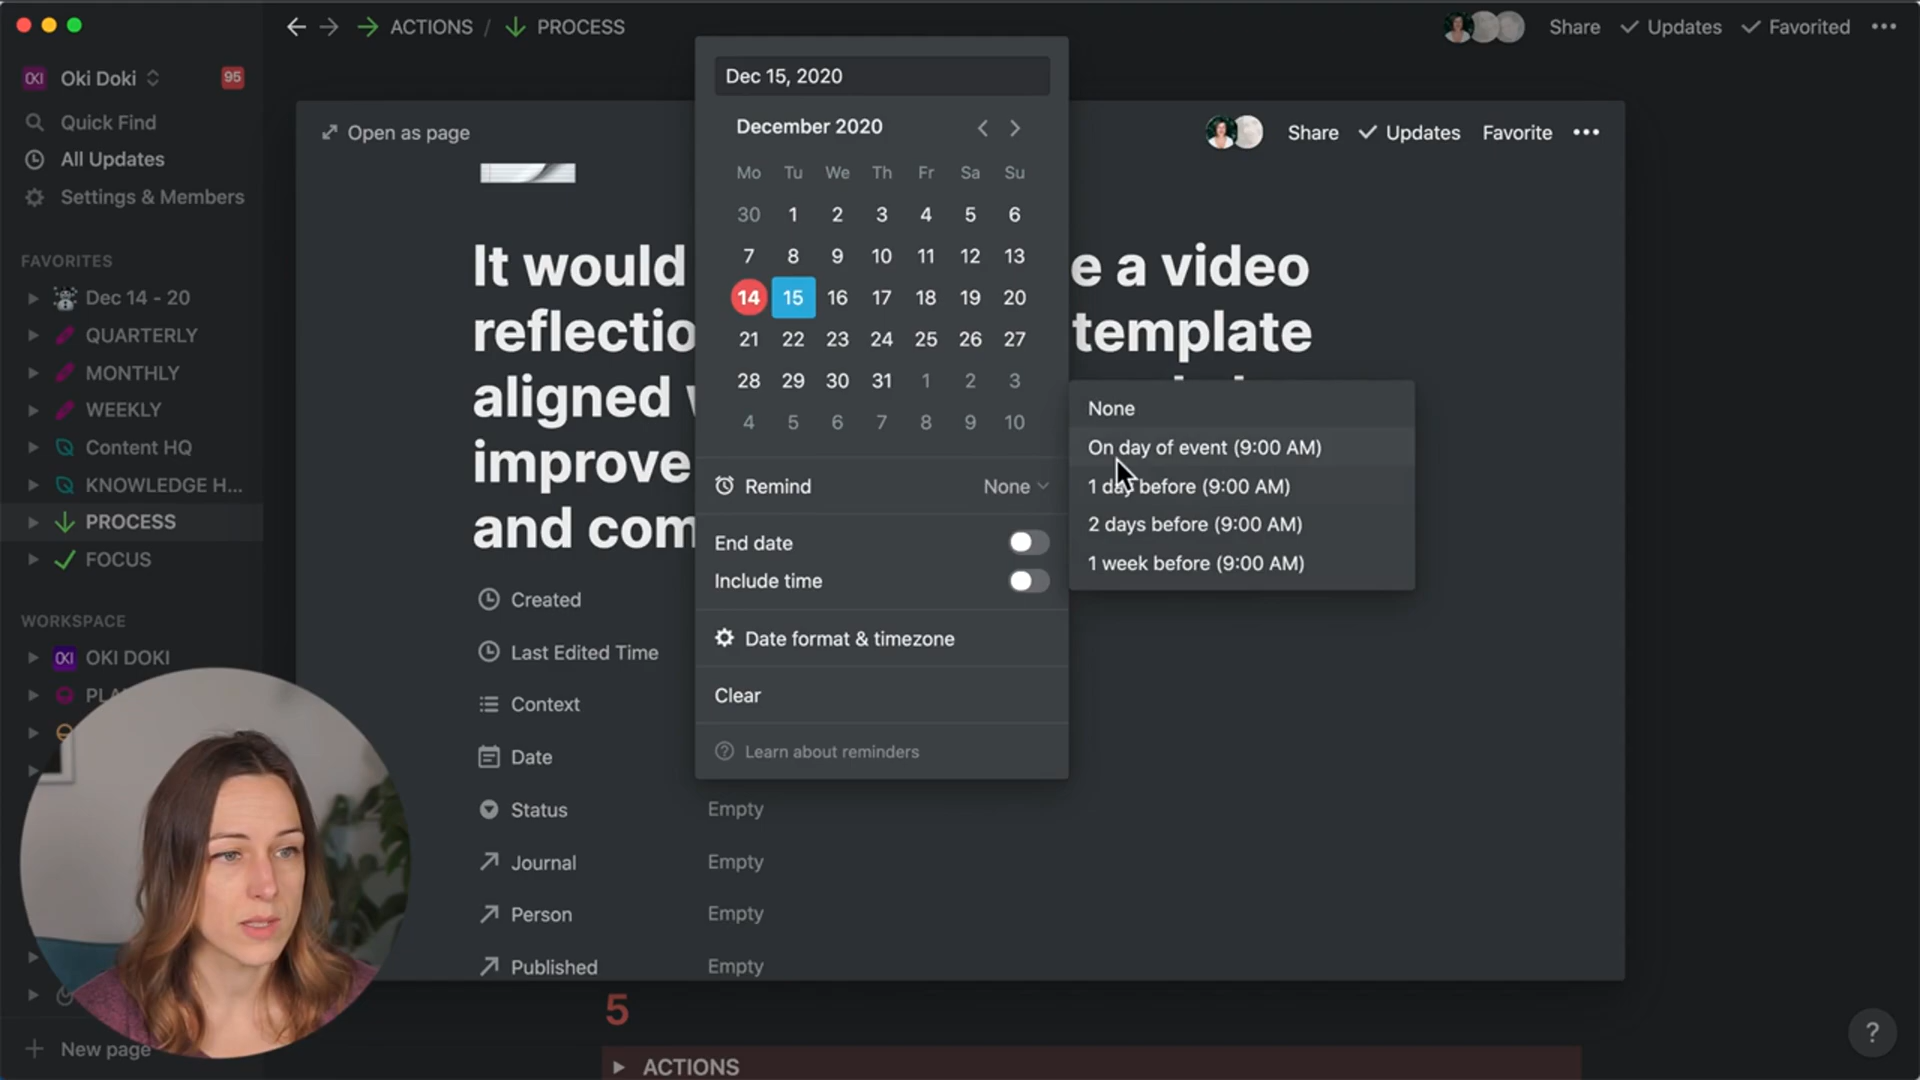 ACTIONS / PROCESS
Share Updates Favorited
Oki Doki 95
Quick Find
All Updates
Settings & Members
FAVORITES
Dec 14 - 20
QUARTERLY
MONTHLY
WEEKLY
Content HQ
KNOWLEDGE H...
PROCESS
FOCUS
WORKSPACE
OKI DOKI
New page
Open as page
Share Updates Favorite
It would e a video
reflectio template
aligned
improve
and com
Created
Last Edited Time
Context
Date
Status Empty
Journal Empty
Person Empty
Published Empty
Dec 15, 2020
December 2020
Mo Tu We Th Fr Sa Su
30 1 2 3 4 5 6
7 8 9 10 11 12 13
14 15 16 17 18 19 20
21 22 23 24 25 26 27
28 29 30 31 1 2 3
4 5 6 7 8 9 10
Remind None
End date
Include time
Date format & timezone
Clear
Learn about reminders
None
On day of event (9:00 AM)
1 day before (9:00 AM)
2 days before (9:00 AM)
1 week before (9:00 AM)
5
ACTIONS
?